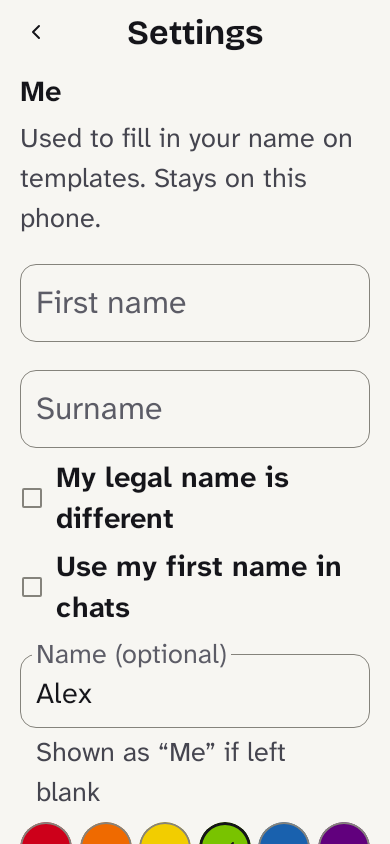 Settings
Me
Used to fill in your name on
templates. Stays on this
phone.
First name
Surname
My legal name is
different
Use my first name in
chats
Name (optional)
Alex
Shown as “Me” if left
blank